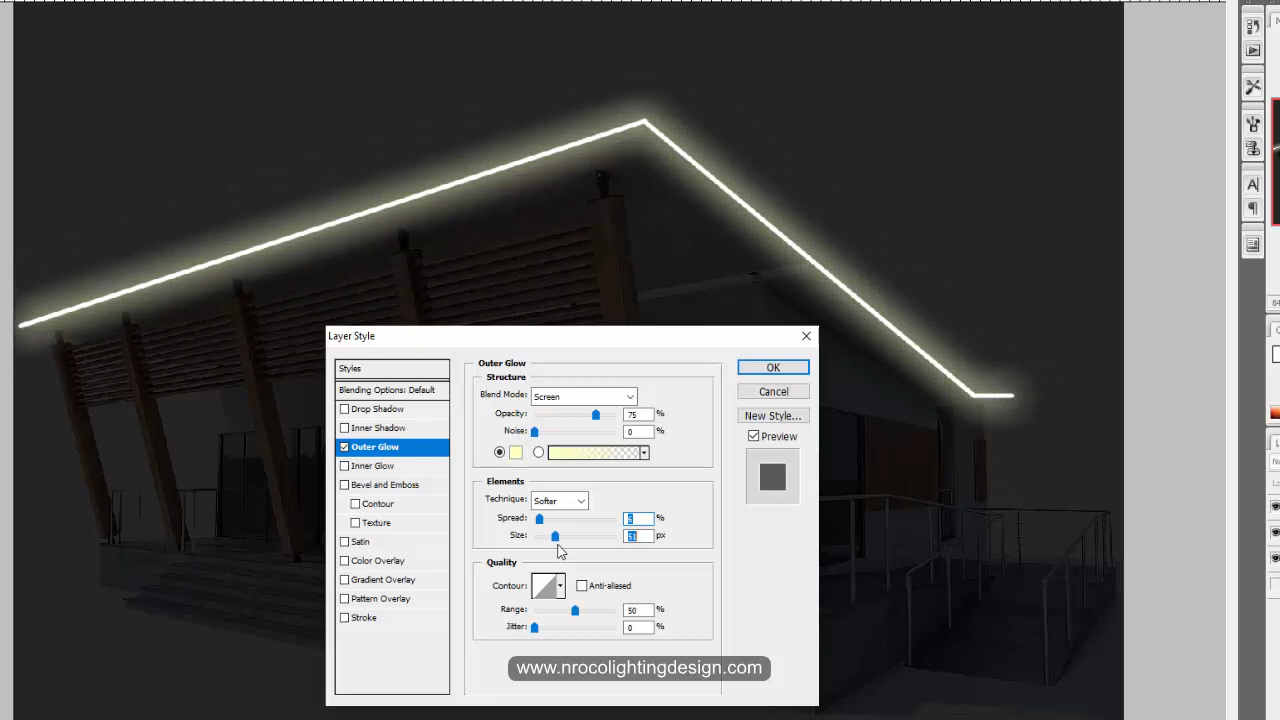 Layer Style
Styles
Blending Options: Default
Drop Shadow
Inner Shadow
Outer Glow
Inner Glow
Bevel and Emboss
Contour
Texture
Satin
Color Overlay
Gradient Overlay
Pattern Overlay
Stroke
Outer Glow
Structure
Blend Mode: Screen
Opacity: 75 %
Noise: 0 %
Elements
Technique: Softer
Spread: 6 %
Size: 51 px
Quality
Contour: Anti-aliased
Range: 50 %
Jitter: 0 %
OK
Cancel
New Style...
Preview
www.nrocolightingdesign.com